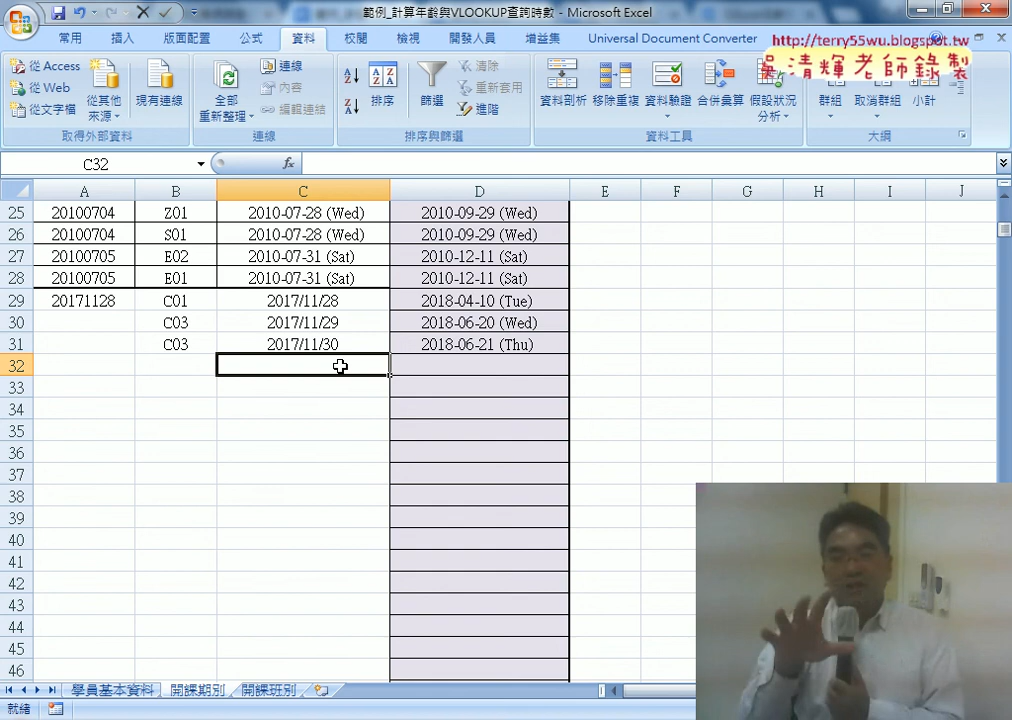 範例_計算年齡與VLOOKUP查詢時數 - Microsoft Excel
常用 插入 版面配置 公式 資料 校閱 檢視 開發人員 增益集 Universal Document Converter
http://terry55wu.blogspot.tw
吳清輝老師錄製
從 Access
從 Web
從文字檔
從其他
來源
現有連線
取得外部資料
全部
重新整理
連線
內容
編輯連結
連線
排序
篩選
清除
重新套用
進階
排序與篩選
資料剖析 移除重複 資料驗證 合併彙算 假設狀況
分析
資料工具
群組 取消群組 小計
大綱
C32 fx
A B C D E F G H I J
25 20100704 Z01 2010-07-28 (Wed) 2010-09-29 (Wed)
26 20100704 S01 2010-07-28 (Wed) 2010-09-29 (Wed)
27 20100705 E02 2010-07-31 (Sat) 2010-12-11 (Sat)
28 20100705 E01 2010-07-31 (Sat) 2010-12-11 (Sat)
29 20171128 C01 2017/11/28 2018-04-10 (Tue)
30 C03 2017/11/29 2018-06-20 (Wed)
31 C03 2017/11/30 2018-06-21 (Thu)
32
33
34
35
36
37
38
39
40
41
42
43
44
45
46
學員基本資料 開課期別 開課班別
就緒